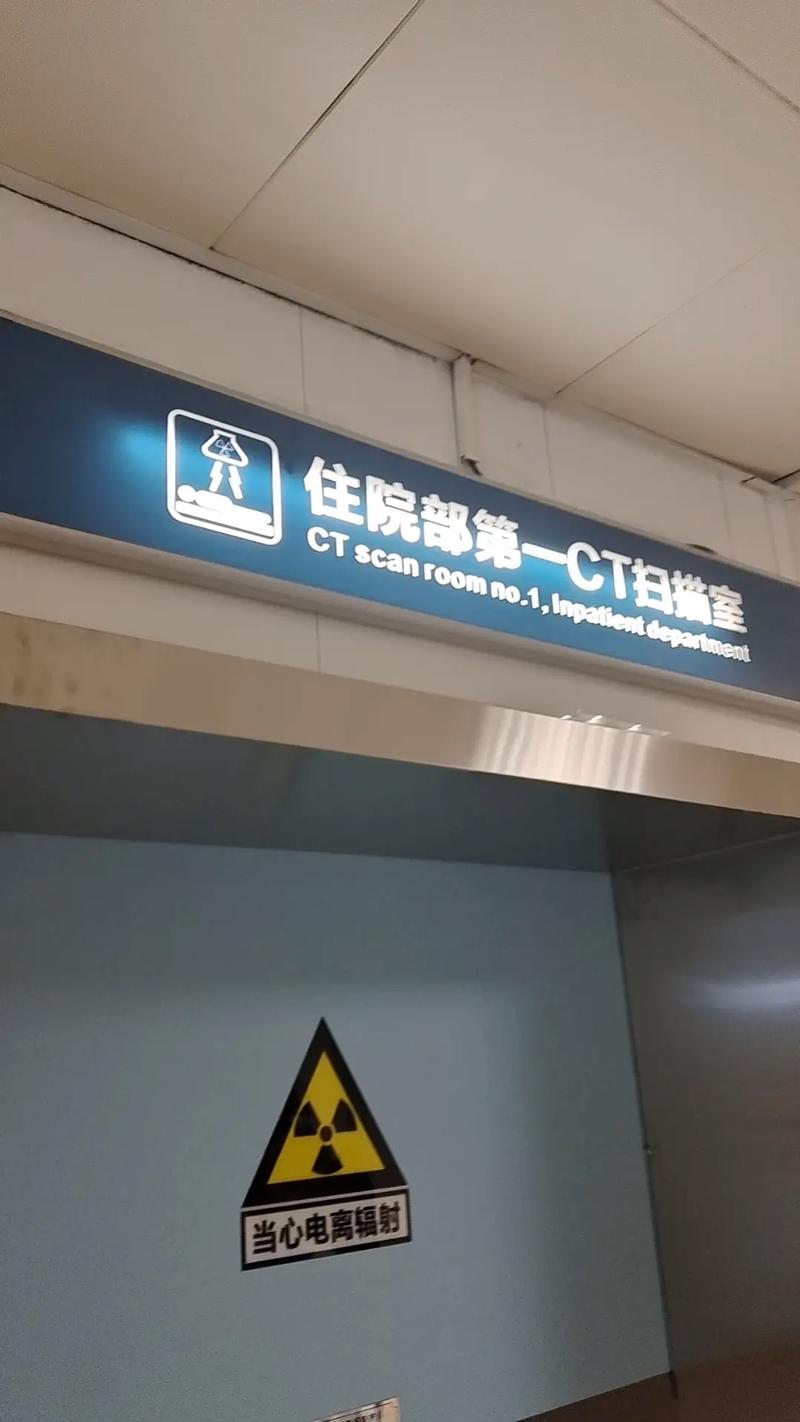 住院部第一CT扫描室
CT scan room no.1, Inpatient department
当心电离辐射